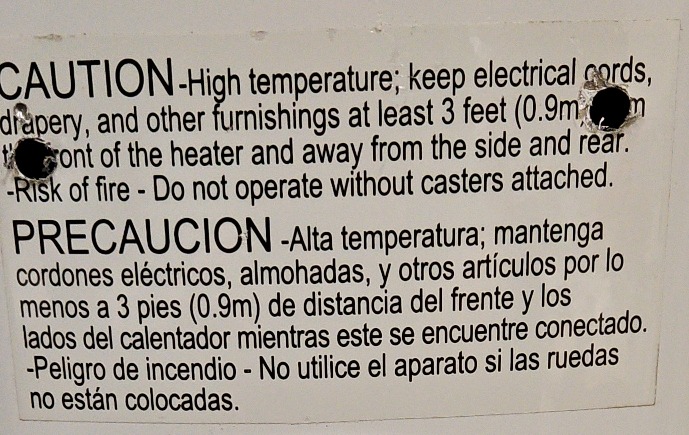 CAUTION-High temperature; keep electrical cords,
drapery, and other furnishings at least 3 feet (0.9m
front of the heater and away from the side and rear.
-Risk of fire - Do not operate without casters attached.
PRECAUCION -Alta temperatura; mantenga
cordones eléctricos, almohadas, y otros artículos por lo
menos a 3 pies (0.9m) de distancia del frente y los
lados del calentador mientras este se encuentre conectado.
-Peligro de incendio - No utilice el aparato si las ruedas
no están colocadas.